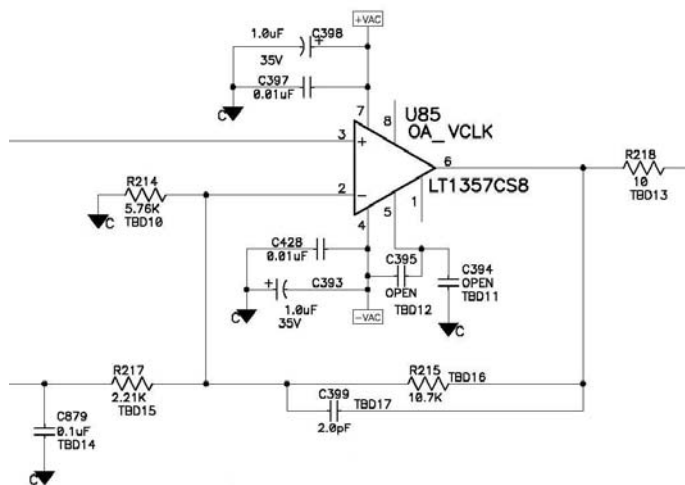 +VAC
1.0uF
C398
35V
C397
0.01uF
C
7
8
U85
OA_VCLK
3
+
6
R218
10
TBD13
R214
5.76K
TBD10
C
2
−
LT1357CS8
4
5
1
C428
0.01uF
C395
OPEN
TBD12
C394
OPEN
TBD11
+
C393
1.0uF
35V
C
−VAC
C
R217
2.21K
TBD15
R215
10.7K
TBD16
C399
2.0pF
TBD17
C879
0.1uF
TBD14
C